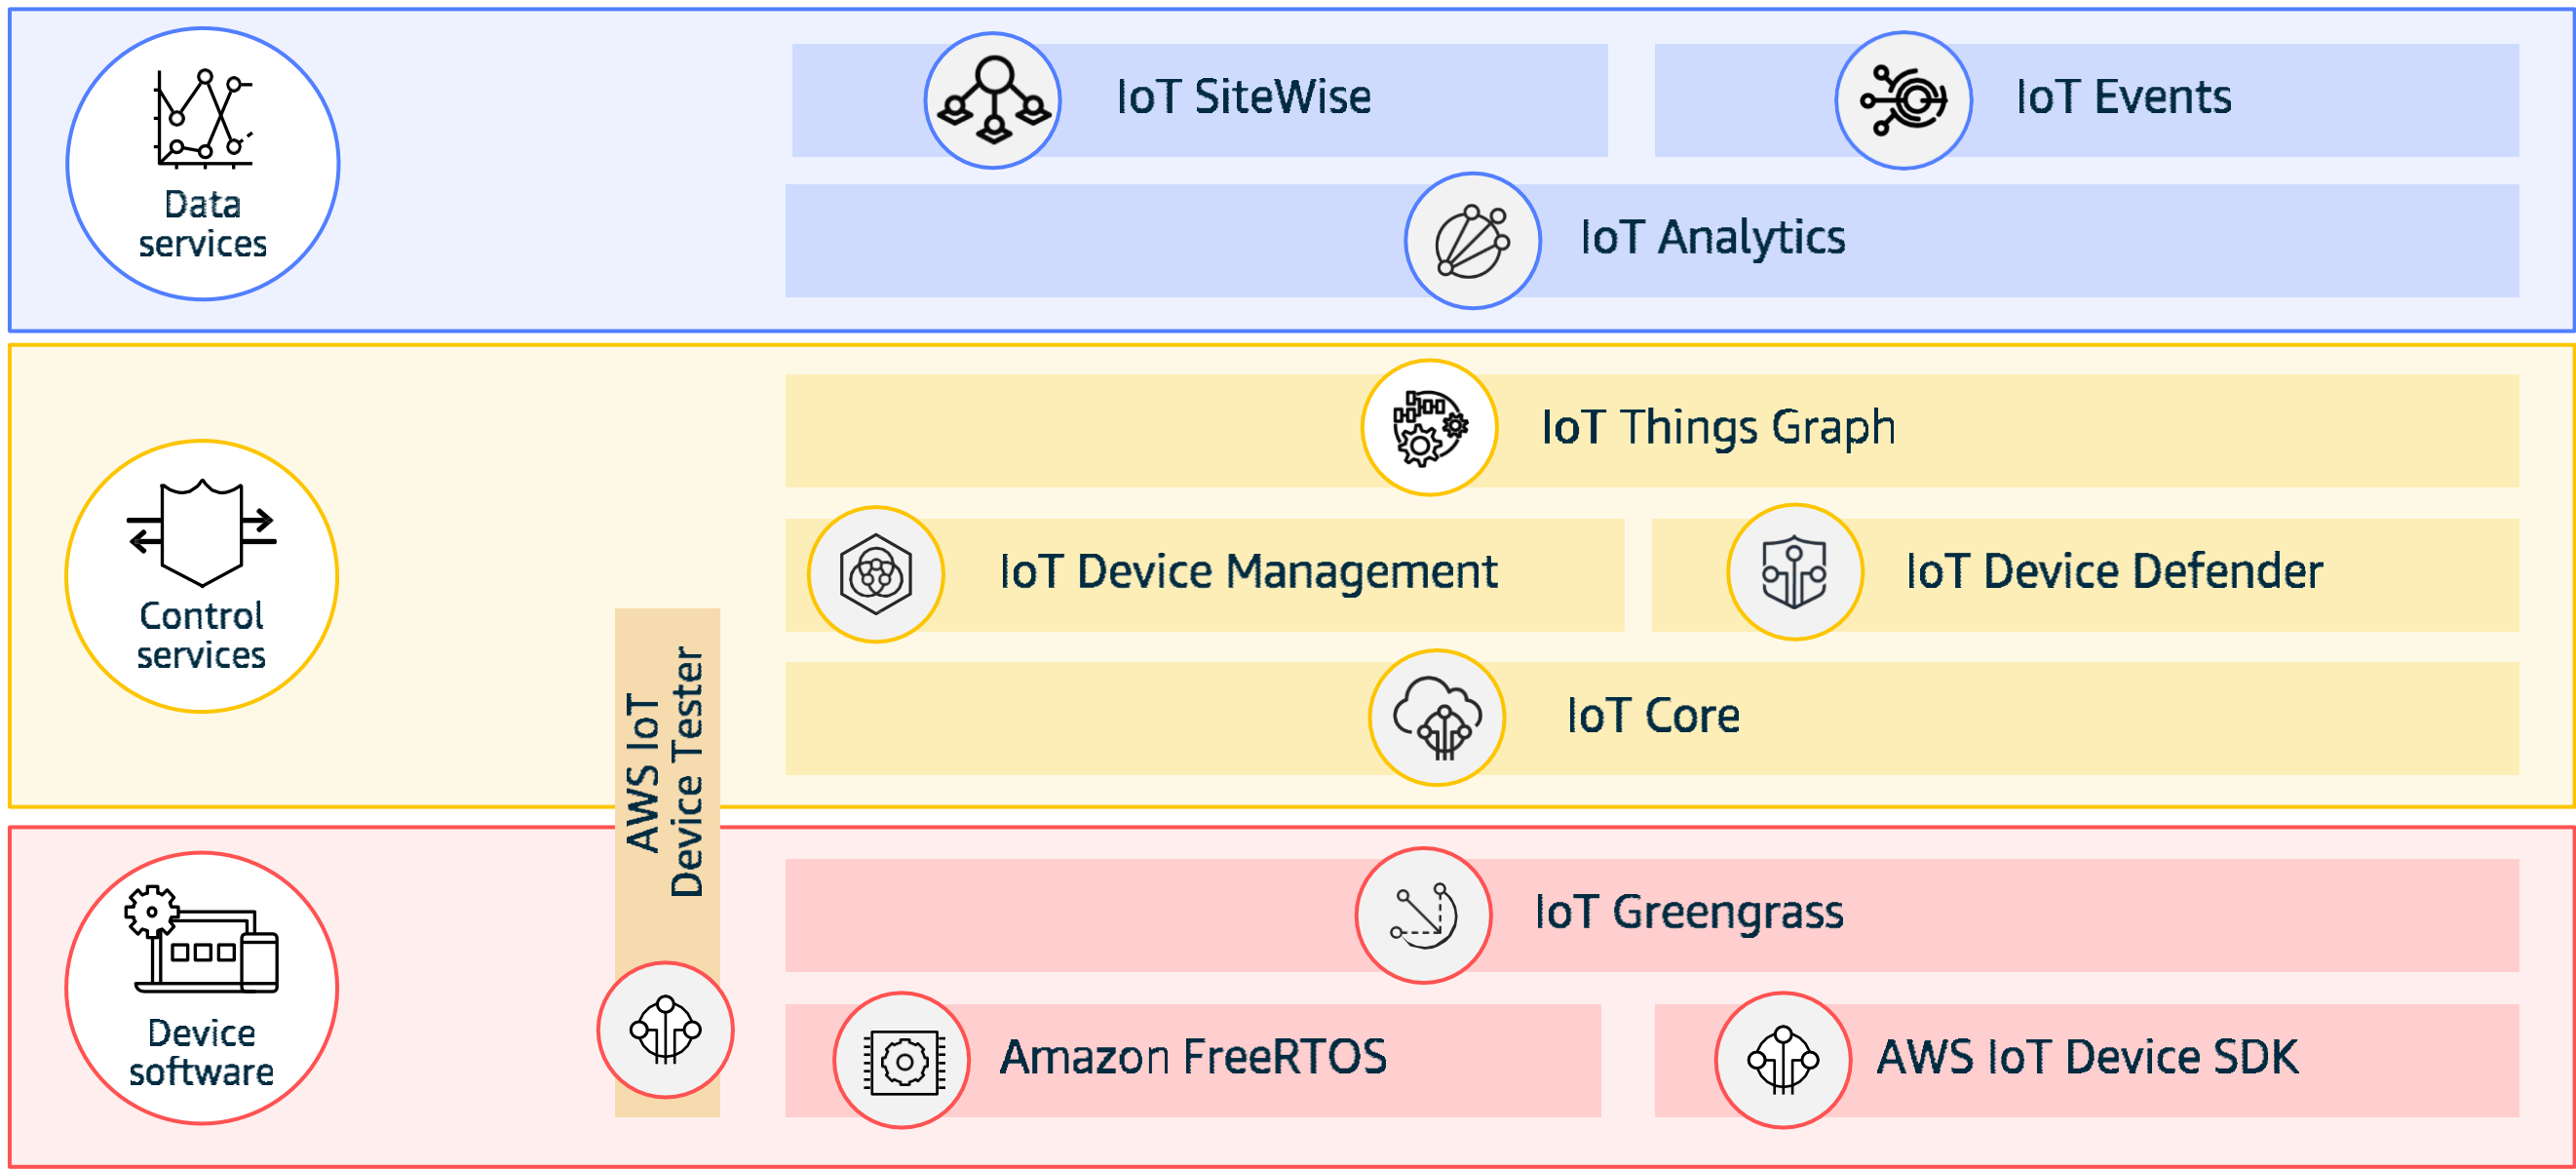 Data
services
IoT SiteWise
IoT Events
IoT Analytics
Control
services
IoT Things Graph
IoT Device Management
IoT Device Defender
IoT Core
AWS IoT
Device Tester
Device
software
IoT Greengrass
Amazon FreeRTOS
AWS IoT Device SDK